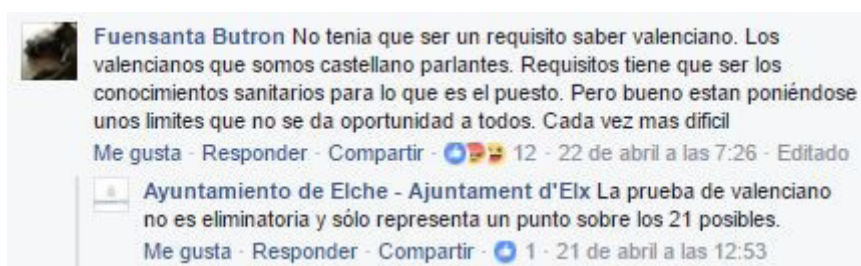 Fuensanta Butron No tenia que ser un requisito saber valenciano. Los
valencianos que somos castellano parlantes. Requisitos tiene que ser los
conocimientos sanitarios para lo que es el puesto. Pero bueno estan poniéndose
unos limites que no se da oportunidad a todos. Cada vez mas dificil
Me gusta · Responder · Compartir · 12 · 22 de abril a las 7:26 · Editado
Ayuntamiento de Elche - Ajuntament d'Elx La prueba de valenciano
no es eliminatoria y sólo representa un punto sobre los 21 posibles.
Me gusta · Responder · Compartir · 1 · 21 de abril a las 12:53